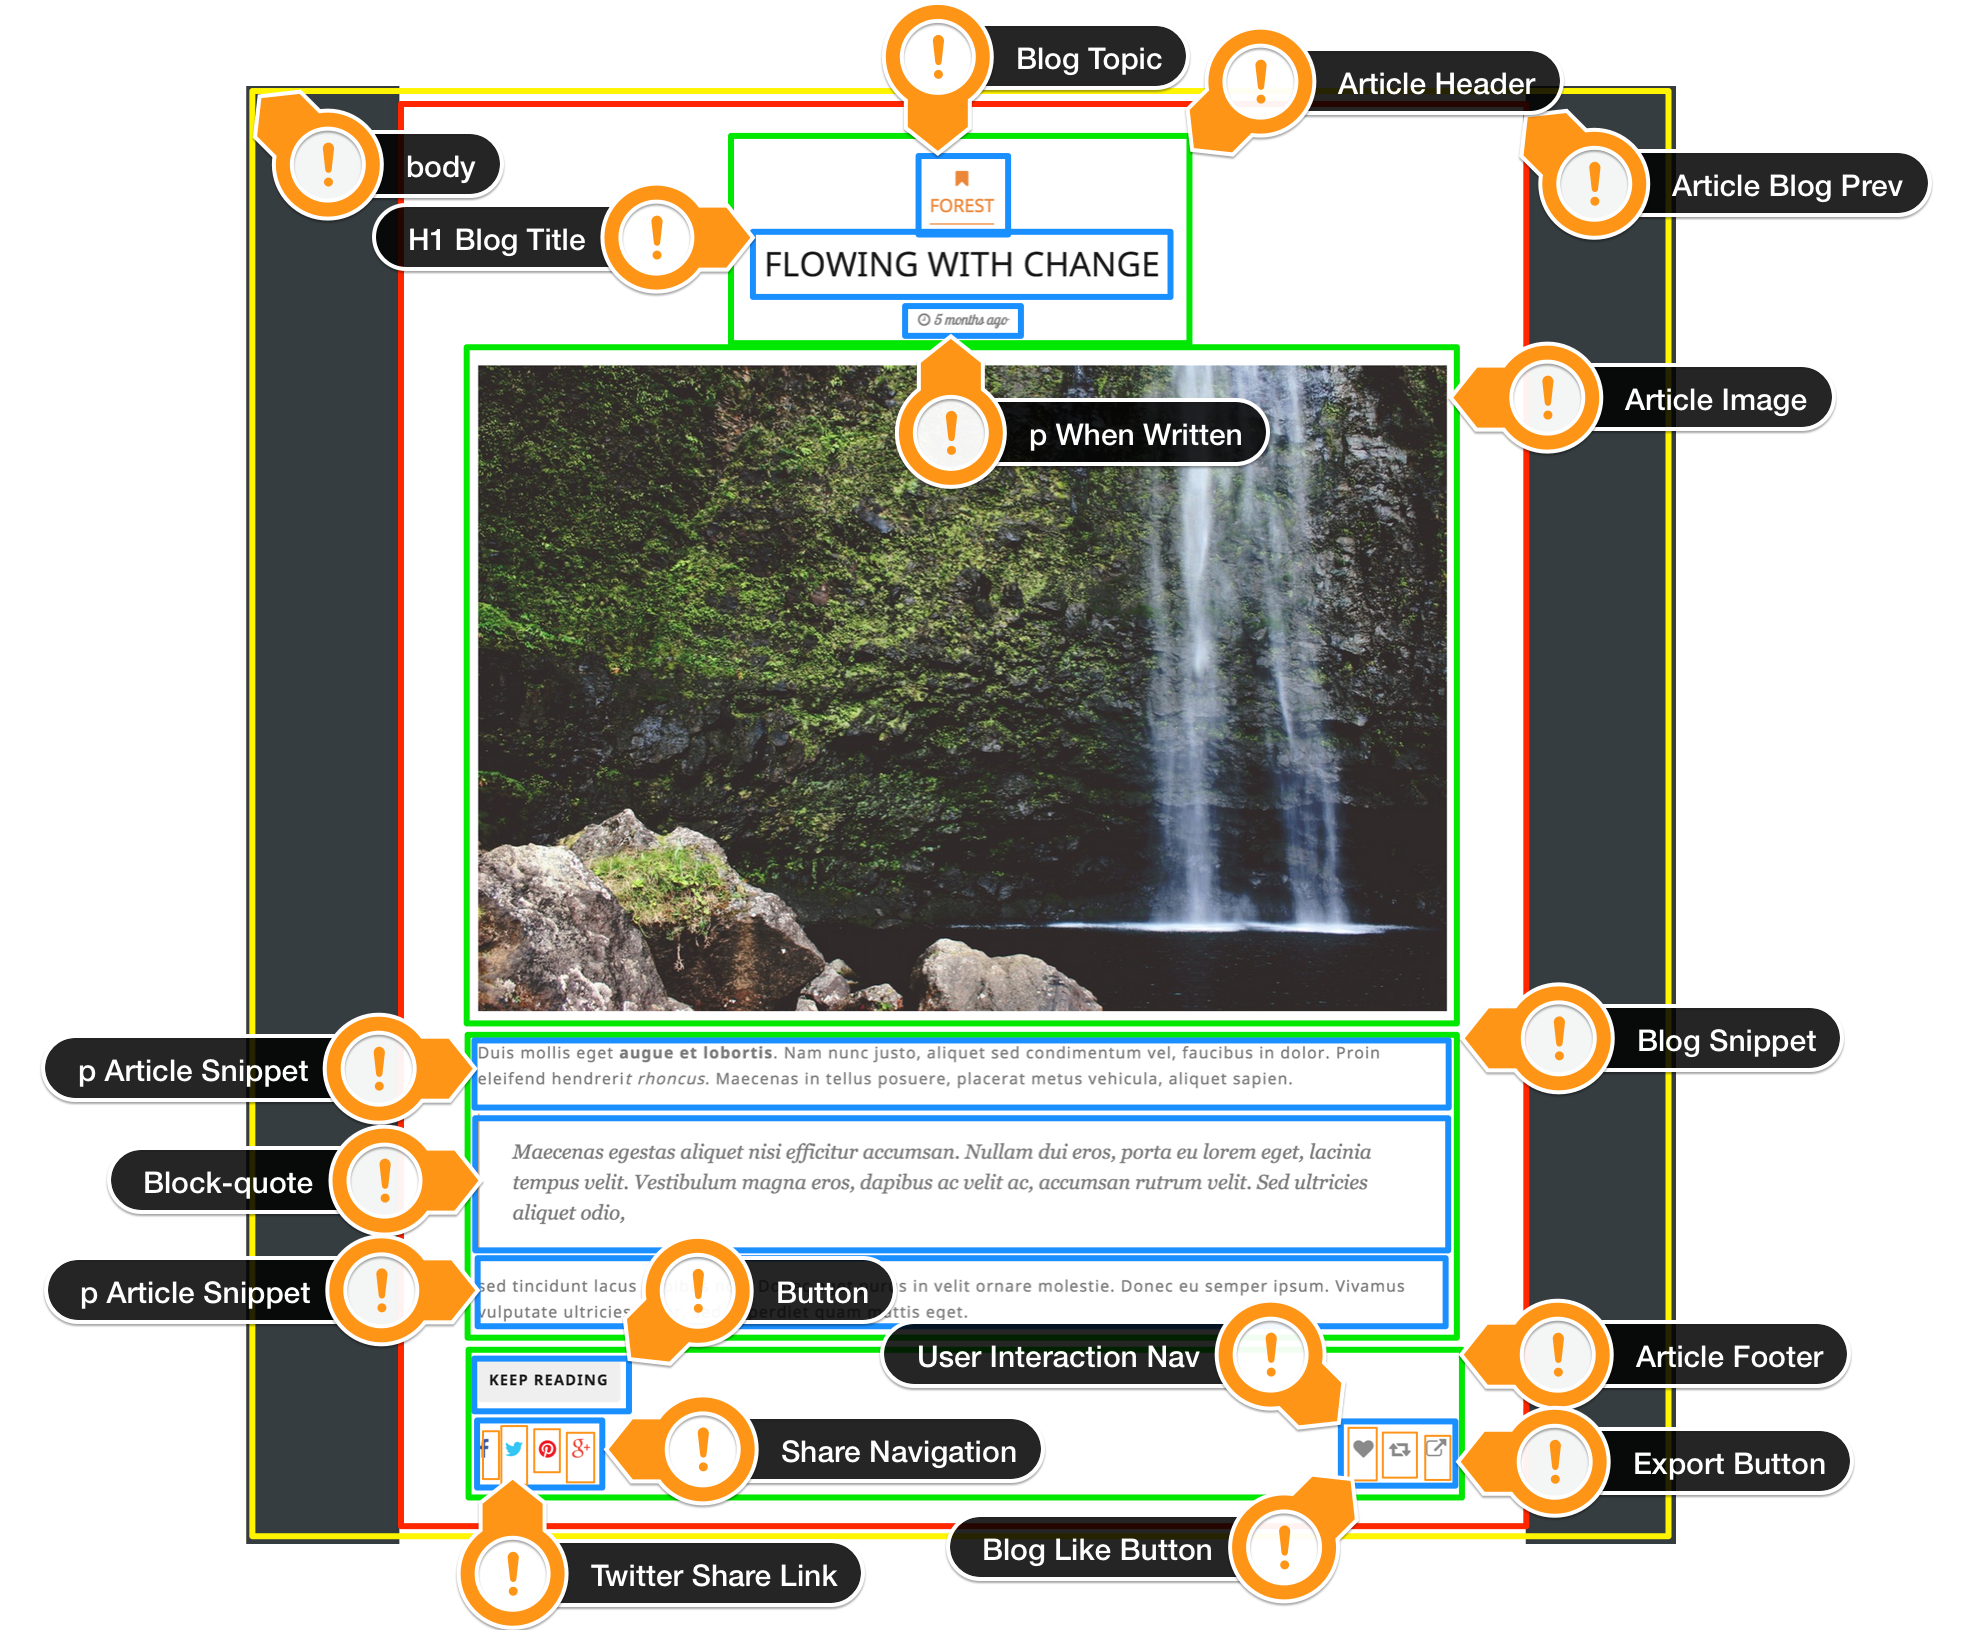 Blog Topic
Article Header
body
Article Blog Prev
FOREST
H1 Blog Title
FLOWING WITH CHANGE
5 months ago
Article Image
p When Written
Blog Snippet
p Article Snippet
Duis mollis eget augue et lobortis. Nam nunc justo, aliquet sed condimentum vel, faucibus in dolor. Proin
eleifend hendrerit rhoncus. Maecenas in tellus posuere, placerat metus vehicula, aliquet sapien.
Block-quote
Maecenas egestas aliquet nisi efficitur accumsan. Nullam dui eros, porta eu lorem eget, lacinia
tempus velit. Vestibulum magna eros, dapibus ac velit ac, accumsan rutrum velit. Sed ultricies
aliquet odio,
p Article Snippet
Button
sed tincidunt lacus in velit ornare molestie. Donec eu semper ipsum. Vivamus
vulputate ultricies quam mattis eget.
User Interaction Nav
Article Footer
KEEP READING
f g+
Share Navigation
Export Button
Blog Like Button
Twitter Share Link